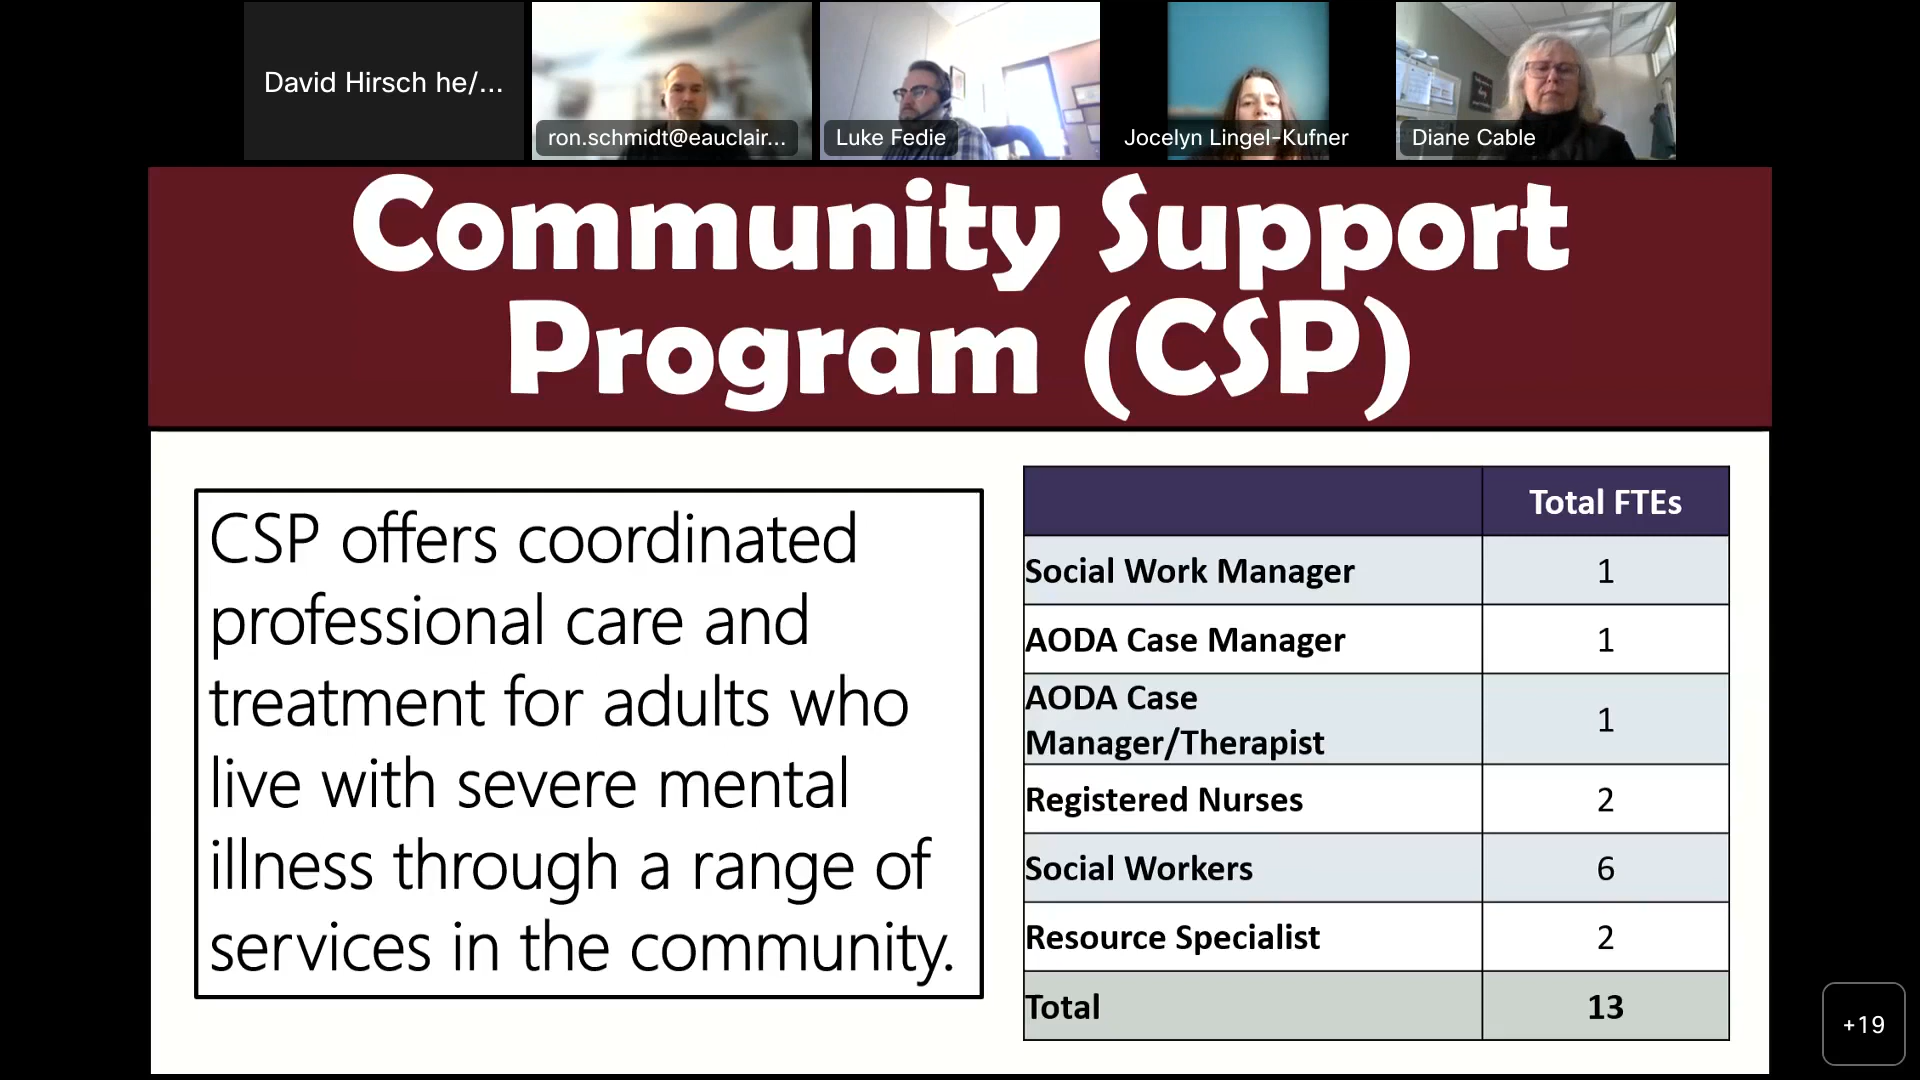 David Hirsch he/...
ron.schmidt@eauclair...
Luke Fedie
Jocelyn Lingel-Kufner
Diane Cable
Community Support
Program (CSP)
CSP offers coordinated
professional care and
treatment for adults who
live with severe mental
illness through a range of
services in the community.
Total FTEs
Social Work Manager 1
AODA Case Manager 1
AODA Case
Manager/Therapist 1
Registered Nurses 2
Social Workers 6
Resource Specialist 2
Total 13
+19